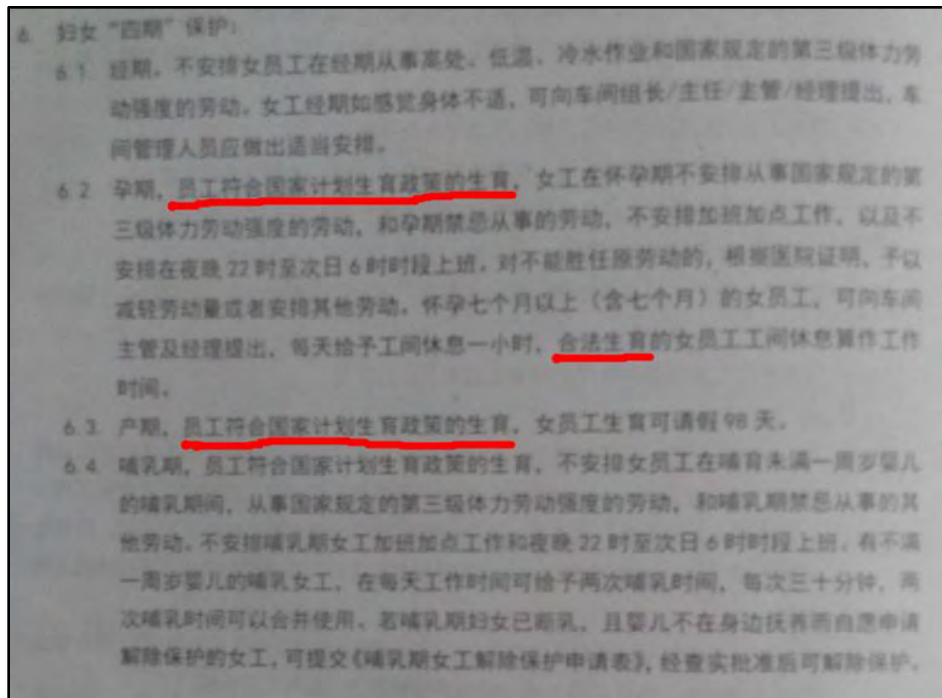 6. 妇女“四期”保护：
6.1 经期。不安排女员工在经期从事高处、低温、冷水作业和国家规定的第三级体力劳
动强度的劳动。女工经期如感觉身体不适，可向车间组长/主任/主管/经理提出，车
间管理人员应做出适当安排。
6.2 孕期，员工符合国家计划生育政策的生育，女工在怀孕期不安排从事国家规定的第
三级体力劳动强度的劳动，和孕期禁忌从事的劳动，不安排加班加点工作，以及不
安排在夜晚22时至次日6时时段上班。对不能胜任原劳动的，根据医院证明，予以
减轻劳动量或者安排其他劳动。怀孕七个月以上（含七个月）的女员工，可向车间
主管及经理提出，每天给予工间休息一小时，合法生育的女员工工间休息算作工作
时间。
6.3. 产期，员工符合国家计划生育政策的生育，女员工生育可请假98天。
6.4. 哺乳期，员工符合国家计划生育政策的生育，不安排女员工在哺育未满一周岁婴儿
的哺乳期间，从事国家规定的第三级体力劳动强度的劳动，和哺乳期禁忌从事的其
他劳动。不安排哺乳期女工加班加点工作和夜晚22时至次日6时时段上班。有不满
一周岁婴儿的哺乳女工，在每天工作时间可给予两次哺乳时间，每次三十分钟，两
次哺乳时间可以合并使用。若哺乳期妇女已断乳，且婴儿不在身边抚养而自愿申请
解除保护的女工，可提交《哺乳期女工解除保护申请表》，经查实批准后可解除保护。